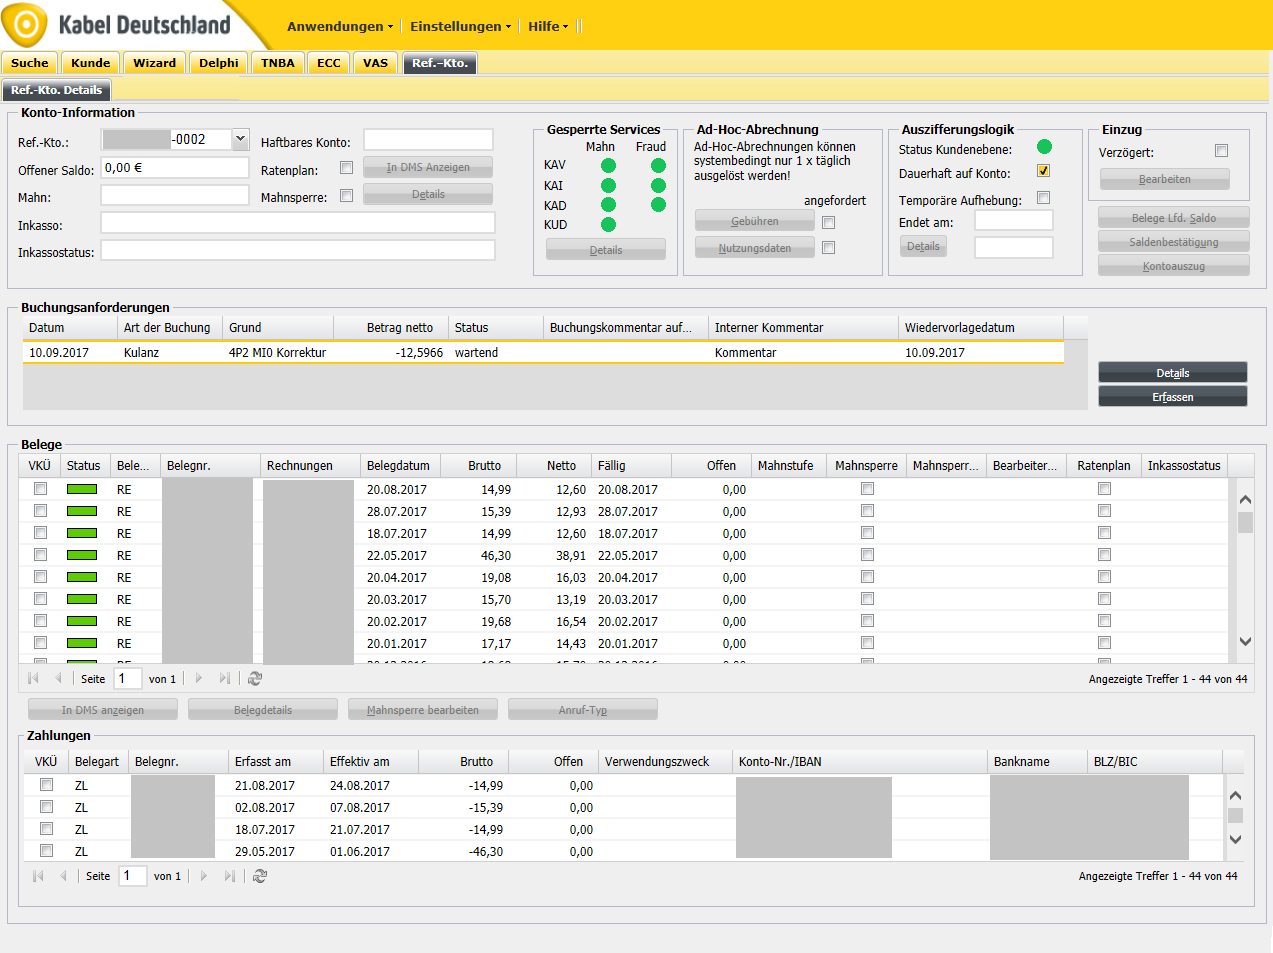 Kabel Deutschland
Anwendungen Einstellungen Hilfe
Suche Kunde Wizard Delphi TNBA ECC VAS Ref.-Kto.
Ref.-Kto. Details
Konto-Information
Ref.-Kto.: -0002 Haftbares Konto:
Offener Saldo: 0,00 € Ratenplan: In DMS Anzeigen
Mahn: Mahnsperre: Details
Inkasso:
Inkassostatus:
Gesperrte Services
Mahn Fraud
KAV
KAI
KAD
KUD
Details
Ad-Hoc-Abrechnung
Ad-Hoc-Abrechnungen können
systembedingt nur 1 x täglich
ausgelöst werden!
angefordert
Gebühren
Nutzungsdaten
Auszifferungslogik
Status Kundenebene:
Dauerhaft auf Konto:
Temporäre Aufhebung:
Endet am:
Details
Einzug
Verzögert:
Bearbeiten
Belege Lfd. Saldo
Saldenbestätigung
Kontoauszug
Buchungsanforderungen
Datum Art der Buchung Grund Betrag netto Status Buchungskommentar auf... Interner Kommentar Wiedervorlagedatum
10.09.2017 Kulanz 4P2 MI0 Korrektur -12,5966 wartend Kommentar 10.09.2017
Details
Erfassen
Belege
VKÜ Status Bele... Belegnr. Rechnungen Belegdatum Brutto Netto Fällig Offen Mahnstufe Mahnsperre Mahnsperr... Bearbeiter... Ratenplan Inkassostatus
RE 20.08.2017 14,99 12,60 20.08.2017 0,00
RE 28.07.2017 15,39 12,93 28.07.2017 0,00
RE 18.07.2017 14,99 12,60 18.07.2017 0,00
RE 22.05.2017 46,30 38,91 22.05.2017 0,00
RE 20.04.2017 19,08 16,03 20.04.2017 0,00
RE 20.03.2017 15,70 13,19 20.03.2017 0,00
RE 20.02.2017 19,68 16,54 20.02.2017 0,00
RE 20.01.2017 17,17 14,43 20.01.2017 0,00
Seite 1 von 1 Angezeigte Treffer 1 - 44 von 44
In DMS anzeigen Belegdetails Mahnsperre bearbeiten Anruf-Typ
Zahlungen
VKÜ Belegart Belegnr. Erfasst am Effektiv am Brutto Offen Verwendungszweck Konto-Nr./IBAN Bankname BLZ/BIC
ZL 21.08.2017 24.08.2017 -14,99 0,00
ZL 02.08.2017 07.08.2017 -15,39 0,00
ZL 18.07.2017 21.07.2017 -14,99 0,00
ZL 29.05.2017 01.06.2017 -46,30 0,00
Seite 1 von 1 Angezeigte Treffer 1 - 44 von 44